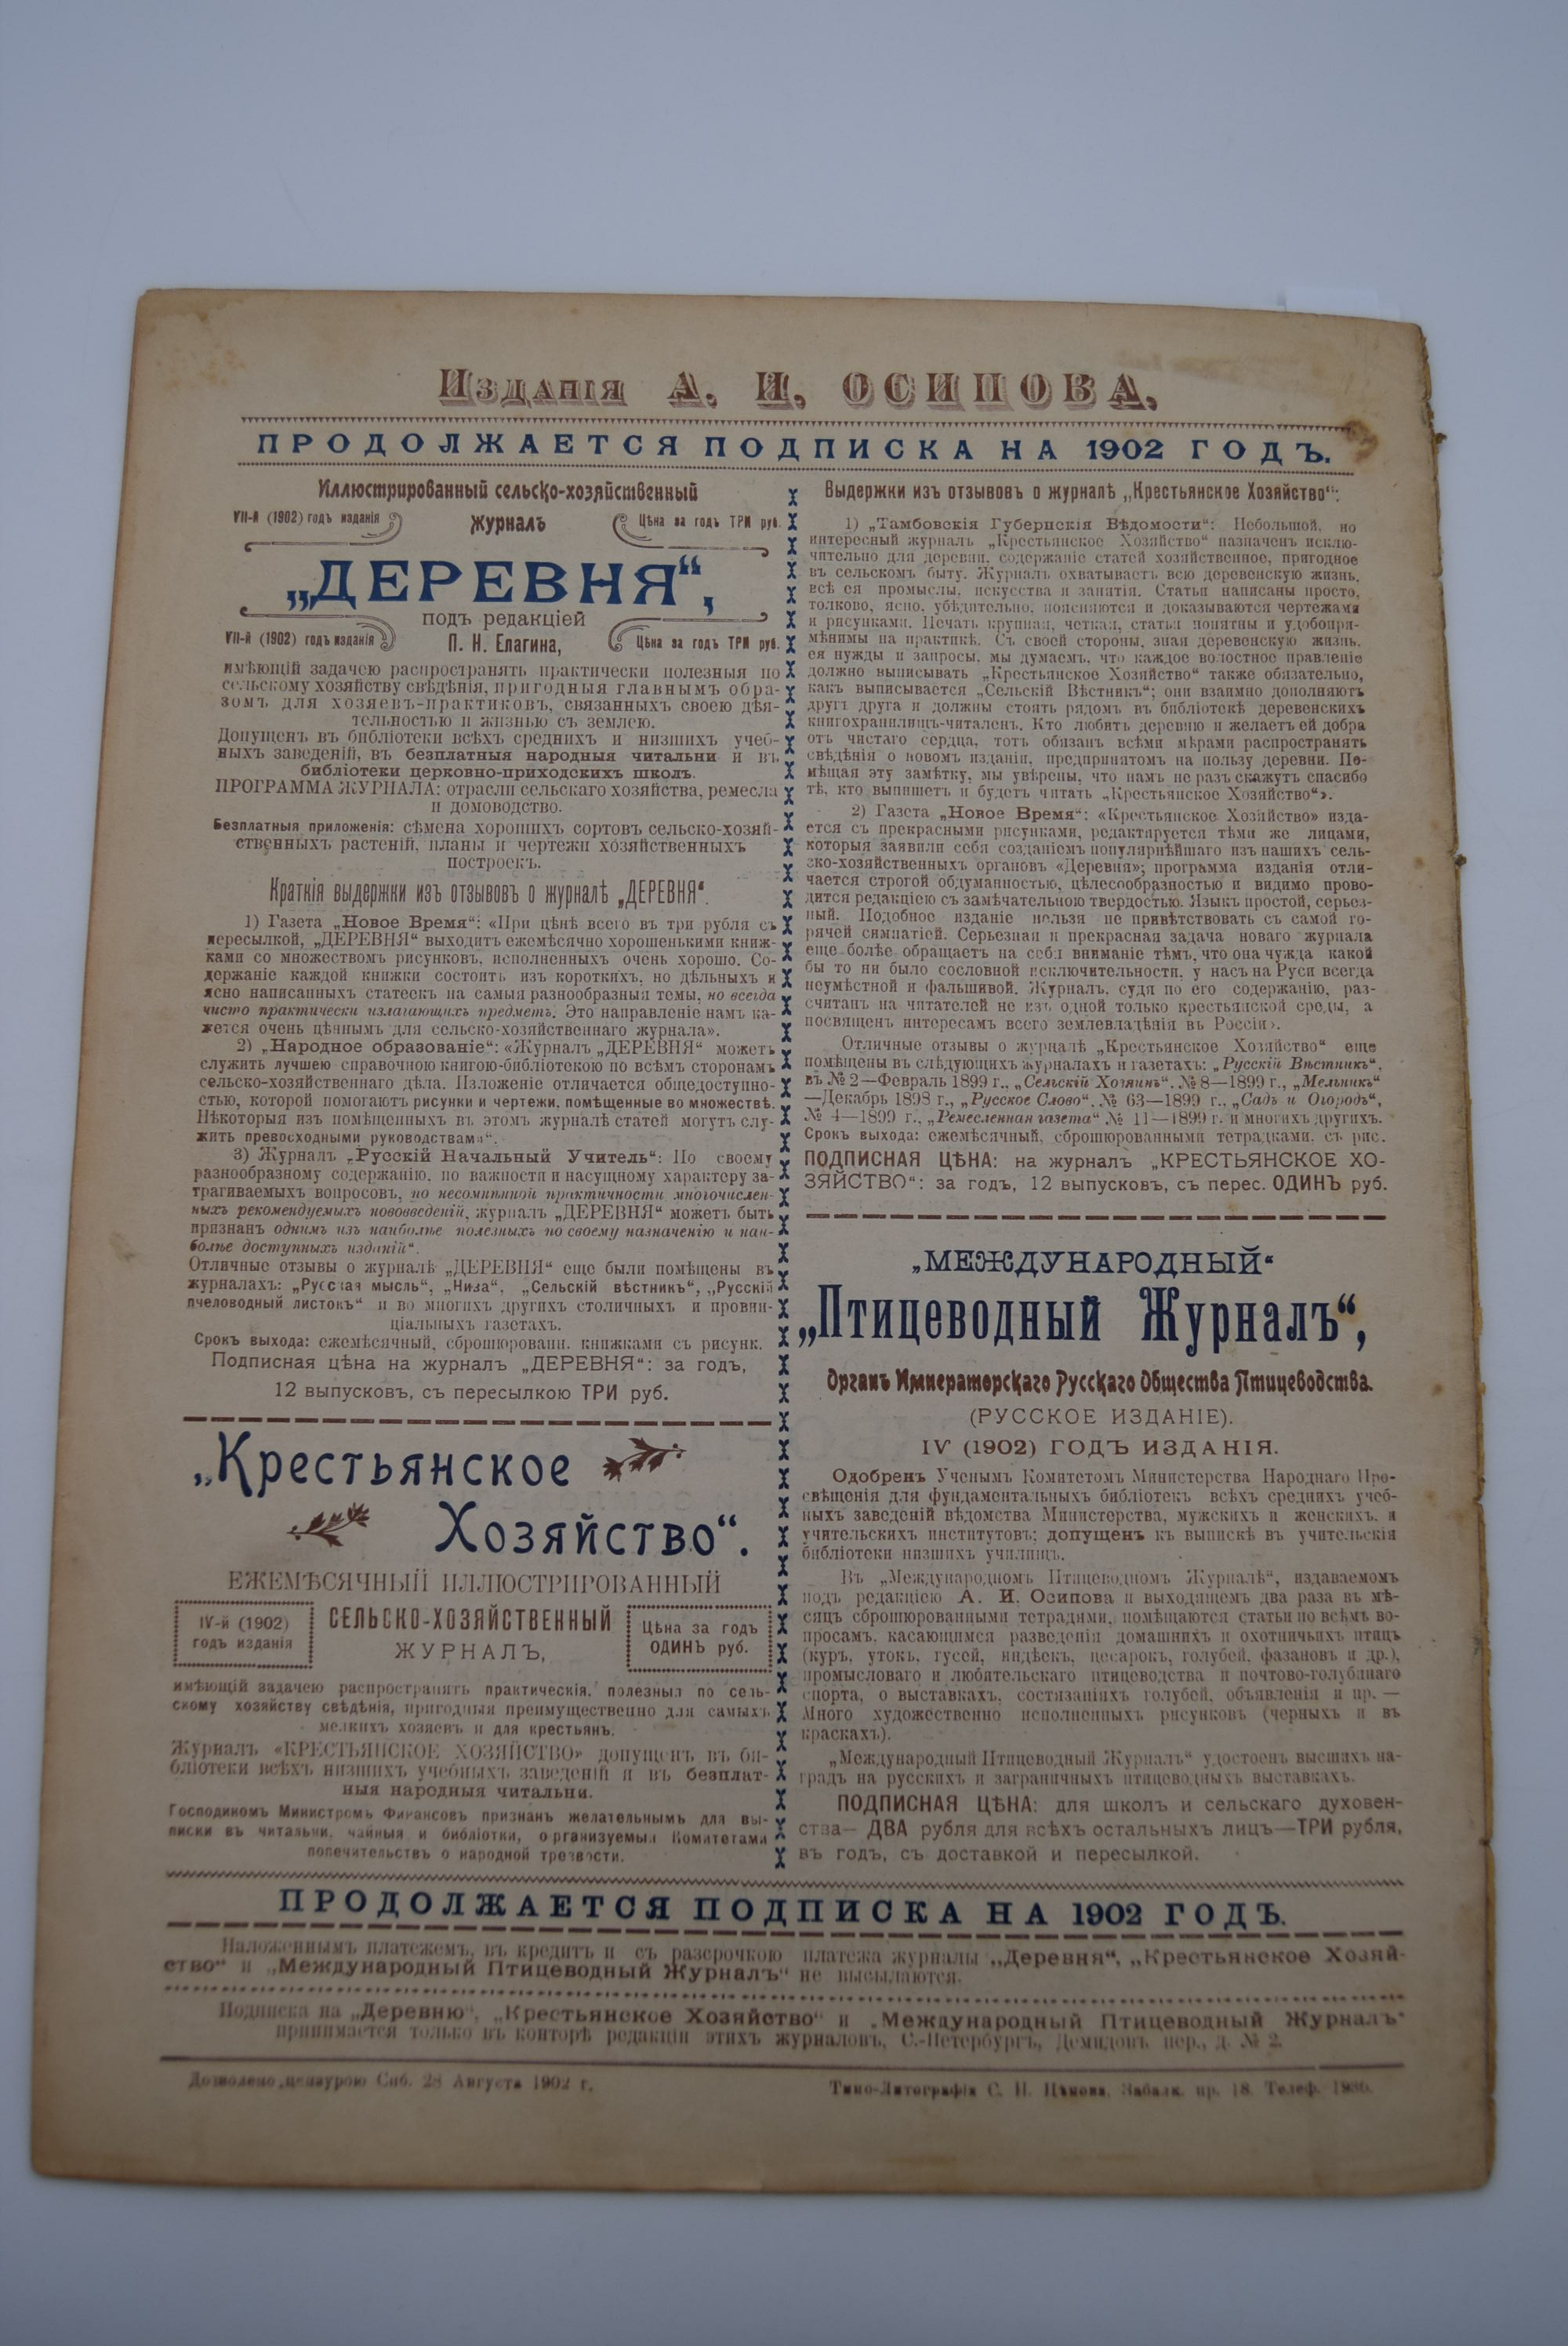 Изданія А. И. ОСИПОВА.
ПРОДОЛЖАЕТСЯ ПОДПИСКА НА 1902 ГОДЪ.
Иллюстрированный сельско-хозяйственный
VII-й (1902) годъ изданія журналъ Цѣна за годъ ТРИ руб.
„ДЕРЕВНЯ“,
подъ редакціей
VII-й (1902) годъ изданія П. Н. Елагина, Цѣна за годъ ТРИ руб.
имѣющій задачею распространять практически полезныя по
сельскому хозяйству свѣдѣнія, пригодныя главнымъ обра-
зомъ для хозяевъ-практиковъ, связанныхъ своею дѣя-
тельностью и жизнью съ землею.
Допущенъ въ библіотеки всѣхъ среднихъ и низшихъ учеб-
ныхъ заведеній, въ безплатныя народныя читальни и въ
библіотеки церковно-приходскихъ школъ.
ПРОГРАММА ЖУРНАЛА: отрасли сельскаго хозяйства, ремесла
и домоводство.
Безплатныя приложенія: сѣмена хорошихъ сортовъ сельско-хозяй-
ственныхъ растеній, планы и чертежи хозяйственныхъ
построекъ.
Краткія выдержки изъ отзывовъ о журналѣ „ДЕРЕВНЯ“.
1) Газета „Новое Время“: «При цѣнѣ всего въ три рубля съ
пересылкой, „ДЕРЕВНЯ“ выходитъ ежемѣсячно хорошенькими книж-
ками со множествомъ рисунковъ, исполненныхъ очень хорошо. Со-
держаніе каждой книжки состоитъ изъ короткихъ, но дѣльныхъ и
ясно написанныхъ статеекъ на самыя разнообразныя темы, но всегда
чисто практически излагающихъ предметъ. Это направленіе намъ ка-
жется очень цѣннымъ для сельско-хозяйственнаго журнала».
2) „Народное образованіе“: «Журналъ „ДЕРЕВНЯ“ можетъ
служить лучшею справочною книгою-библіотекою по всѣмъ сторонамъ
сельско-хозяйственнаго дѣла. Изложеніе отличается общедоступно-
стью, которой помогаютъ рисунки и чертежи, помѣщенные во множествѣ.
Нѣкоторыя изъ помѣщенныхъ въ этомъ журналѣ статей могутъ слу-
жить превосходными руководствами“.
3) Журналъ „Русскій Начальный Учитель“: По своему
разнообразному содержанію, по важности и насущному характеру за-
трагиваемыхъ вопросовъ, по несомнѣнной практичности многочислен-
ныхъ рекомендуемыхъ нововведеній, журналъ „ДЕРЕВНЯ“ можетъ быть
признанъ однимъ изъ наиболѣе полезныхъ по своему назначенію и наи-
болѣе доступныхъ изданій“.
Отличные отзывы о журналѣ „ДЕРЕВНЯ“ еще были помѣщены въ
журналахъ: „Русская мысль“, „Нива“, „Сельскій вѣстникъ“, „Русскій
пчеловодный листокъ“ и во многихъ другихъ столичныхъ и провин-
ціальныхъ газетахъ.
Срокъ выхода: ежемѣсячный, сброшюрованн. книжками съ рисунк.
Подписная цѣна на журналъ „ДЕРЕВНЯ“: за годъ,
12 выпусковъ, съ пересылкою ТРИ руб.
„Крестьянское
Хозяйство“.
ЕЖЕМѢСЯЧНЫЙ ИЛЛЮСТРИРОВАННЫЙ
IV-й (1902) годъ изданія
СЕЛЬСКО-ХОЗЯЙСТВЕННЫЙ
ЖУРНАЛЪ,
Цѣна за годъ ОДИНЪ руб.
имѣющій задачею распространять практическія, полезныя по сель-
скому хозяйству свѣдѣнія, пригодныя преимущественно для самыхъ
мелкихъ хозяевъ и для крестьянъ.
Журналъ «КРЕСТЬЯНСКОЕ ХОЗЯЙСТВО» допущенъ въ би-
бліотеки всѣхъ низшихъ учебныхъ заведеній и въ безплат-
ныя народныя читальни.
Господиномъ Министромъ Финансовъ признанъ желательнымъ для вы-
писки въ читальни, чайныя и библіотки, организуемыя Комитетами
попечительствъ о народной трезвости.
Выдержки изъ отзывовъ о журналѣ „Крестьянское Хозяйство“:
1) „Тамбовскія Губернскія Вѣдомости“: Небольшой, но
интересный журналъ „Крестьянское Хозяйство“ назначенъ исклю-
чительно для деревни, содержаніе статей хозяйственное, пригодное
въ сельскомъ быту. Журналъ охватываетъ всю деревенскую жизнь,
всѣ ея промыслы, искусства и занятія. Статьи написаны просто,
толково, ясно, убѣдительно, поясняются и доказываются чертежами
и рисунками. Печать крупная, четкая, статьи понятны и удобопри-
мѣнимы на практикѣ. Съ своей стороны, зная деревенскую жизнь,
ея нужды и запросы, мы думаемъ, что каждое волостное правленіе
должно выписывать „Крестьянское Хозяйство“ также обязательно,
какъ выписывается „Сельскій Вѣстникъ“; они взаимно дополняютъ
другъ друга и должны стоять рядомъ въ библіотекѣ деревенскихъ
книгохранилищъ-читаленъ. Кто любитъ деревню и желаетъ ей добра
отъ чистаго сердца, тотъ обязанъ всѣми мѣрами распространять
свѣдѣнія о новомъ изданіи, предпринятомъ на пользу деревни. По-
мѣщая эту замѣтку, мы увѣрены, что намъ не разъ скажутъ спасибо
тѣ, кто выпишетъ и будетъ читать „Крестьянское Хозяйство“».
2) Газета „Новое Время“: «Крестьянское Хозяйство» изда-
ется съ прекрасными рисунками, редактируется тѣми же лицами,
которыя заявили себя созданіемъ популярнѣйшаго изъ нашихъ сель-
ско-хозяйственныхъ органовъ «Деревня»; программа изданія отли-
чается строгой обдуманностью, цѣлесообразностью и видимо прово-
дится редакціею съ замѣчательною твердостью. Языкъ простой, серьез-
ный. Подобное изданіе нельзя не привѣтствовать съ самой го-
рячей симпатіей. Серьезная и прекрасная задача новаго журнала
еще болѣе обращаетъ на себя вниманіе тѣмъ, что она чужда какой
бы то ни было сословной исключительности, у насъ на Руси всегда
неумѣстной и фальшивой. Журналъ, судя по его содержанію, раз-
считанъ на читателей не изъ одной только крестьянской среды, а
посвященъ интересамъ всего землевладѣнія въ Россіи».
Отличные отзывы о журналѣ „Крестьянское Хозяйство“ еще
помѣщены въ слѣдующихъ журналахъ и газетахъ: „Русскій Вѣстникъ“,
въ № 2—Февраль 1899 г., „Сельскій Хозяинъ“, № 8—1899 г., „Мельникъ“
—Декабрь 1898 г., „Русское Слово“, № 63—1899 г., „Садъ и Огородъ“,
№ 4—1899 г., „Ремесленная газета“ № 11—1899 г. и многихъ другихъ.
Срокъ выхода: ежемѣсячный, сброшюрованными тетрадками, съ рис.
ПОДПИСНАЯ ЦѢНА: на журналъ „КРЕСТЬЯНСКОЕ ХО-
ЗЯЙСТВО“: за годъ, 12 выпусковъ, съ перес. ОДИНЪ руб.
„МЕЖДУНАРОДНЫЙ“
„Птицеводный Журналъ“,
Органъ Императорскаго Русскаго Общества Птицеводства.
(РУССКОЕ ИЗДАНІЕ).
IV (1902) ГОДЪ ИЗДАНІЯ.
Одобренъ Ученымъ Комитетомъ Министерства Народнаго Про-
свѣщенія для фундаментальныхъ библіотекъ всѣхъ среднихъ учеб-
ныхъ заведеній вѣдомства Министерства, мужскихъ и женскихъ, и
учительскихъ институтовъ; допущенъ къ выпискѣ въ учительскія
библіотеки низшихъ училищъ.
Въ „Международномъ Птицеводномъ Журналѣ“, издаваемомъ
подъ редакціею А. И. Осипова и выходящемъ два раза въ мѣ-
сяцъ сброшюрованными тетрадями, помѣщаются статьи по всѣмъ во-
просамъ, касающимся разведенія домашнихъ и охотничьихъ птицъ
(куръ, утокъ, гусей, индѣекъ, цесарокъ, голубей, фазановъ и др.),
промысловаго и любительскаго птицеводства и почтово-голубинаго
спорта, о выставкахъ, состязаніяхъ голубей, объявленія и пр. —
Много художественно исполненныхъ рисунковъ (черныхъ и въ
краскахъ).
„Международный Птицеводный Журналъ“ удостоенъ высшихъ на-
градъ на русскихъ и заграничныхъ птицеводныхъ выставкахъ.
ПОДПИСНАЯ ЦѢНА: для школъ и сельскаго духовен-
ства— ДВА рубля для всѣхъ остальныхъ лицъ—ТРИ рубля,
въ годъ, съ доставкой и пересылкой.
ПРОДОЛЖАЕТСЯ ПОДПИСКА НА 1902 ГОДЪ.
Наложеннымъ платежемъ, въ кредитъ и съ разсрочкою платежа журналы „Деревня“, „Крестьянское Хозяй-
ство“ и „Международный Птицеводный Журналъ“ не высылаются.
Подписка на „Деревню“, „Крестьянское Хозяйство“ и „Международный Птицеводный Журналъ“
принимается только въ конторѣ редакціи этихъ журналовъ, С.-Петербургъ, Демидовъ пер., д. № 2.
Дозволено цензурою Спб. 28 Августа 1902 г.
Типо-Литографія С. Н. Цѣпова, Забалк. пр. 18. Телеф. 1936.